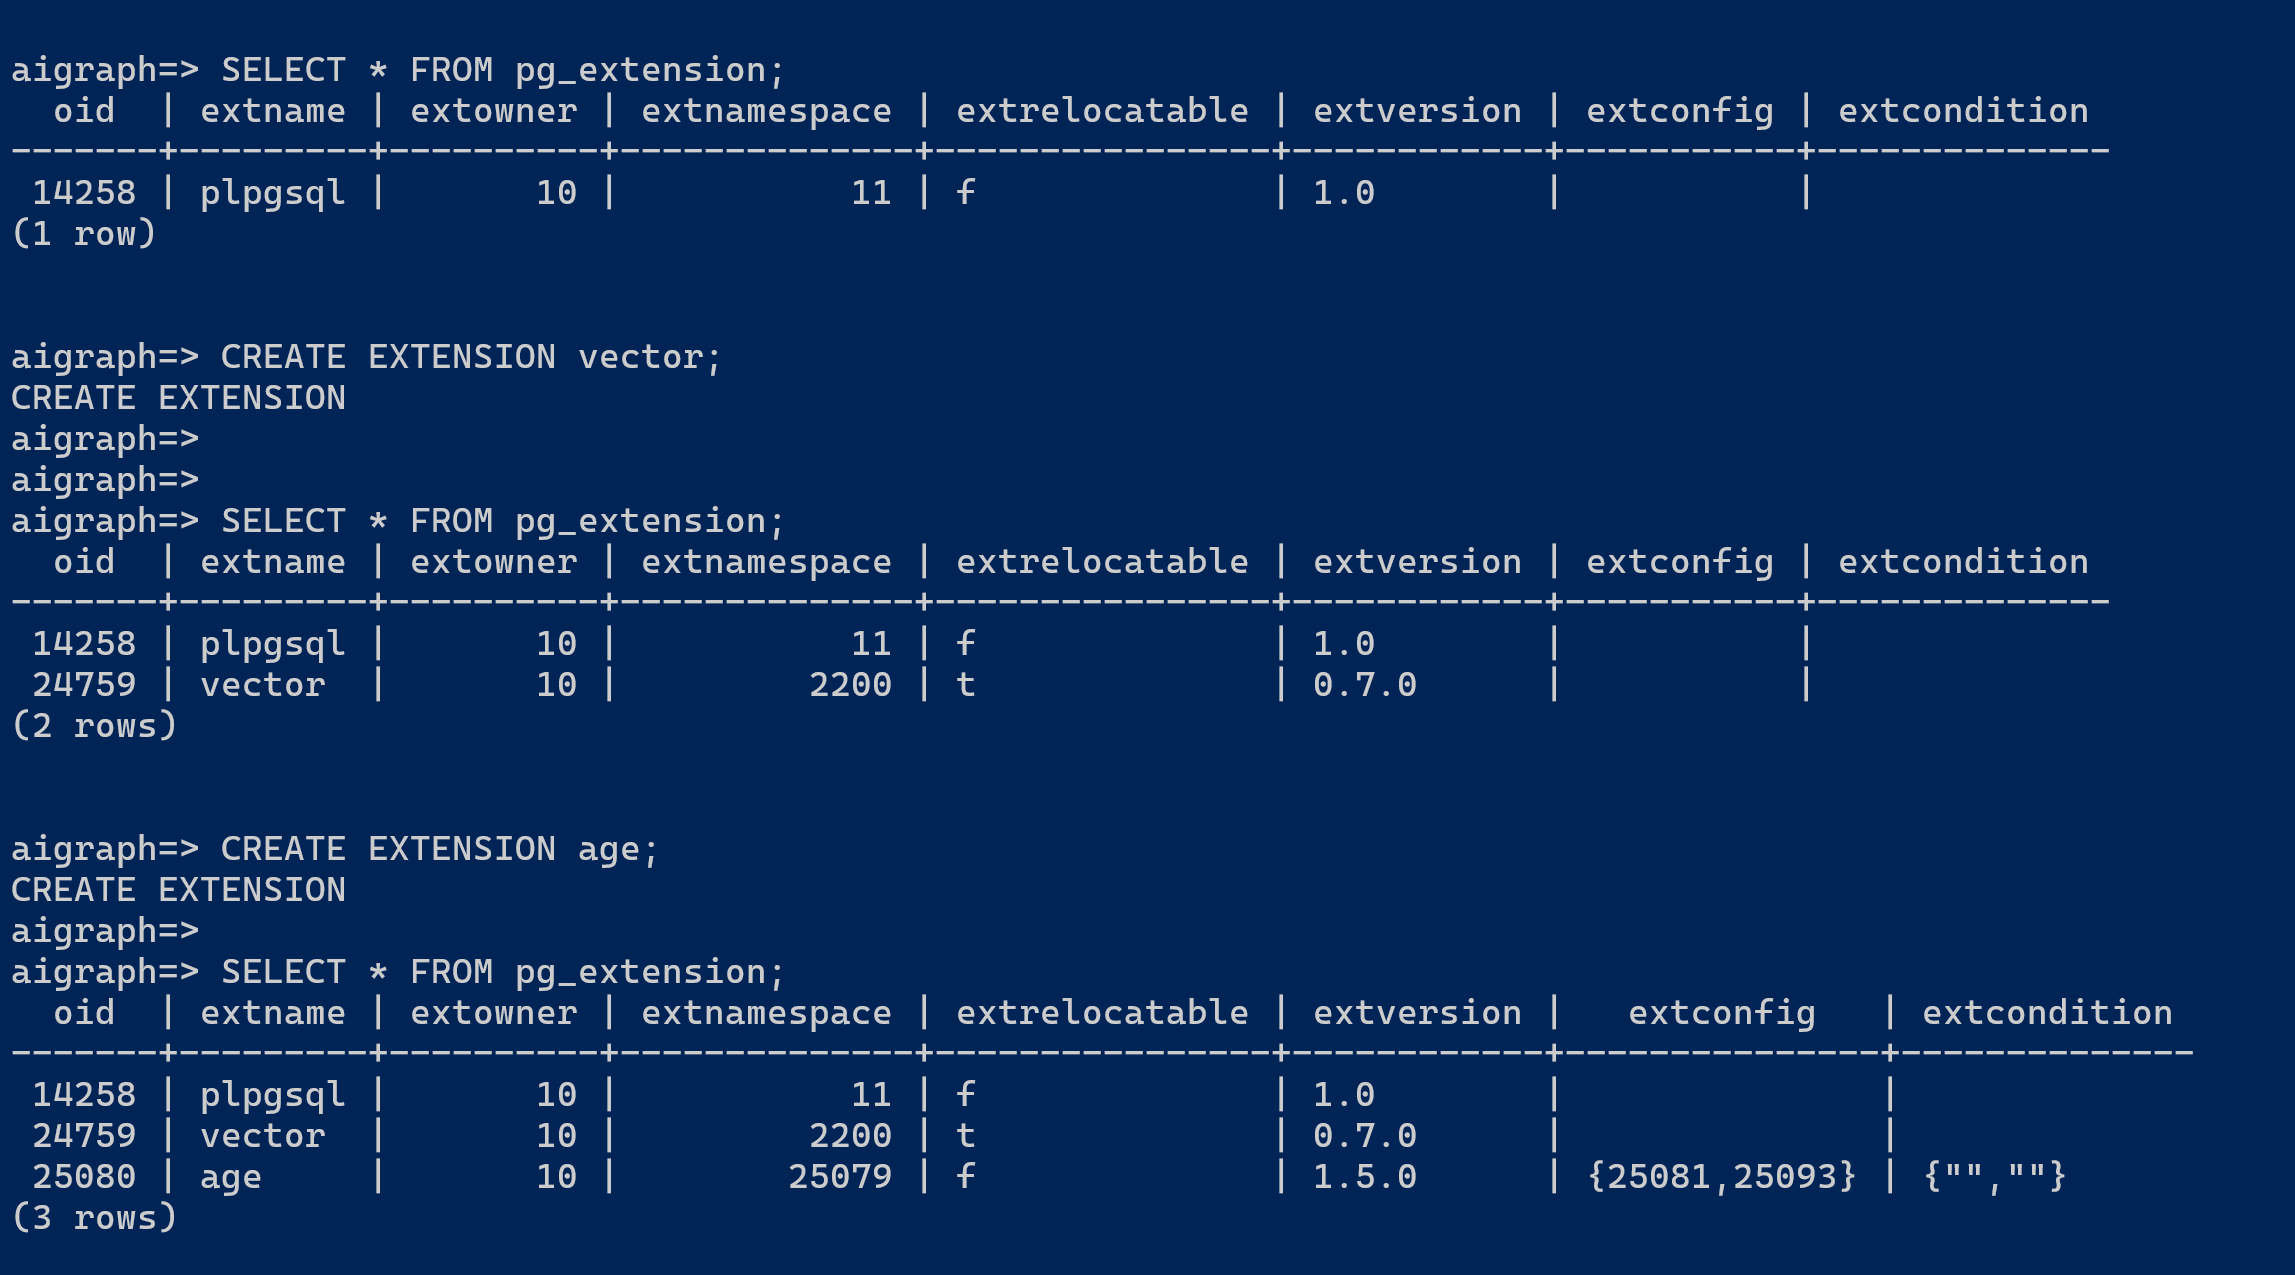 aigraph=> SELECT * FROM pg_extension;
  oid  | extname | extowner | extnamespace | extrelocatable | extversion | extconfig | extcondition
-------+---------+----------+--------------+----------------+------------+-----------+--------------
 14258 | plpgsql |       10 |           11 | f              | 1.0        |           |
(1 row)
aigraph=> CREATE EXTENSION vector;
CREATE EXTENSION
aigraph=>
aigraph=>
aigraph=> SELECT * FROM pg_extension;
  oid  | extname | extowner | extnamespace | extrelocatable | extversion | extconfig | extcondition
-------+---------+----------+--------------+----------------+------------+-----------+--------------
 14258 | plpgsql |       10 |           11 | f              | 1.0        |           |
 24759 | vector  |       10 |         2200 | t              | 0.7.0      |           |
(2 rows)
aigraph=> CREATE EXTENSION age;
CREATE EXTENSION
aigraph=>
aigraph=> SELECT * FROM pg_extension;
  oid  | extname | extowner | extnamespace | extrelocatable | extversion |   extconfig   | extcondition
-------+---------+----------+--------------+----------------+------------+---------------+--------------
 14258 | plpgsql |       10 |           11 | f              | 1.0        |               |
 24759 | vector  |       10 |         2200 | t              | 0.7.0      |               |
 25080 | age     |       10 |        25079 | f              | 1.5.0      | {25081,25093} | {"",""}
(3 rows)